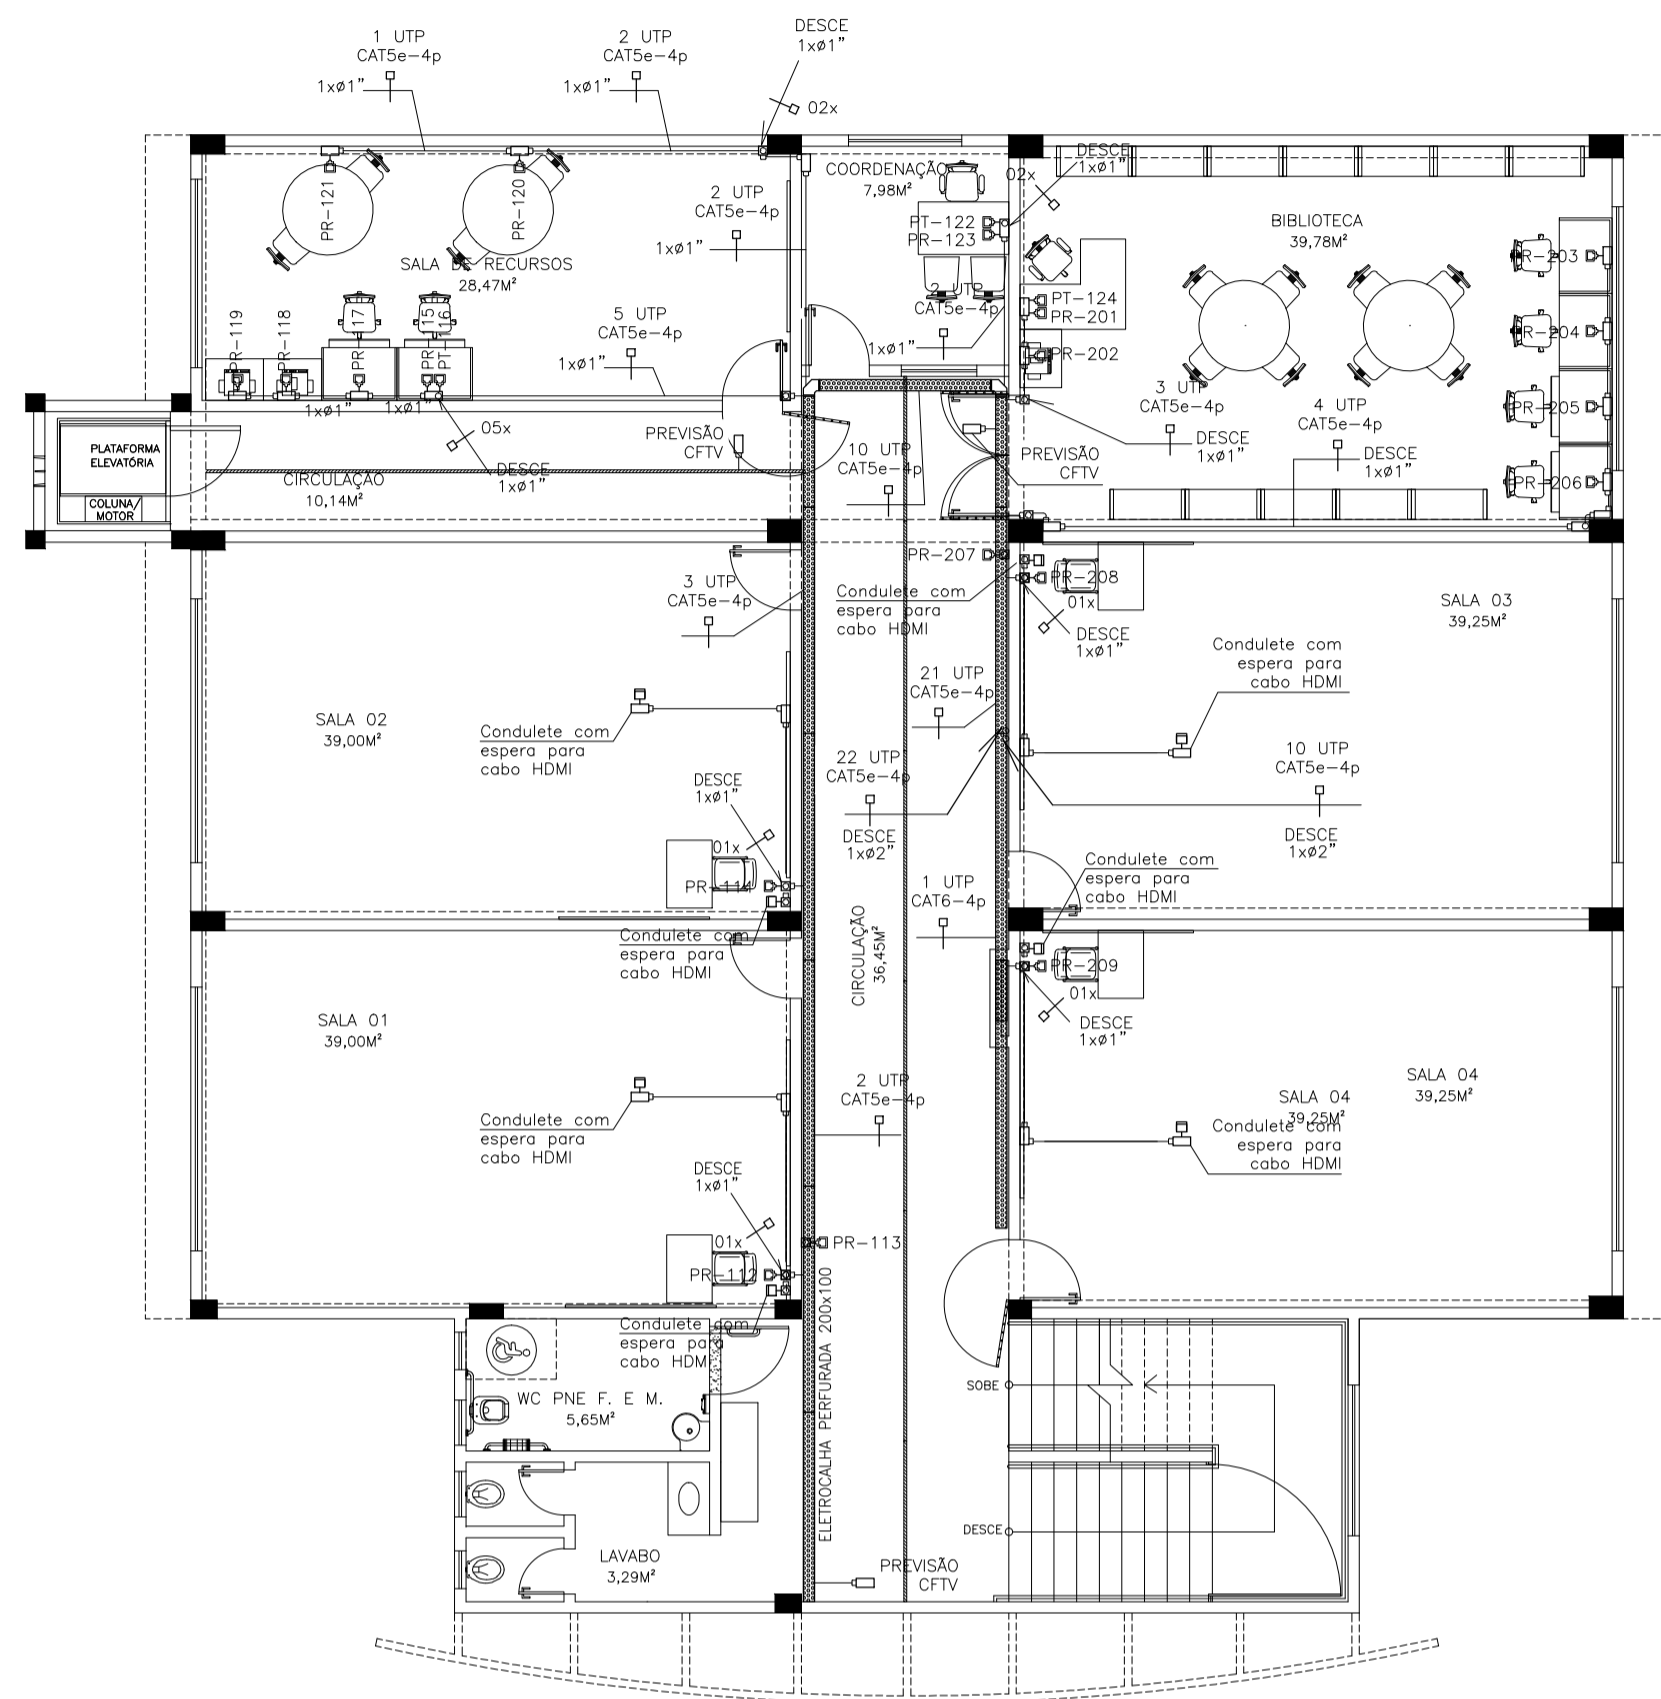 1 UTP
CAT5e-4p
1xø1"
2 UTP
CAT5e-4p
1xø1"
DESCE
1xø1"
02x
PR-121
PR-120
SALA DE RECURSOS
28,47M²
2 UTP
CAT5e-4p
1xø1"
COORDENAÇÃO
7,98M²
DESCE
1xø1"
02x
PT-122
PR-123
2 UTP
CAT5e-4p
1xø1"
BIBLIOTECA
39,78M²
PT-124
PR-201
PR-202
PR-203
PR-204
PR-205
PR-206
PR-119
PR-118
PR 17
PR 15
PT-116
5 UTP
CAT5e-4p
1xø1"
1xø1"
1xø1"
05x
DESCE
1xø1"
PREVISÃO
CFTV
10 UTP
CAT5e-4p
PREVISÃO
CFTV
3 UTP
CAT5e-4p
DESCE
1xø1"
4 UTP
CAT5e-4p
DESCE
1xø1"
PLATAFORMA
ELEVATÓRIA
COLUNA/
MOTOR
CIRCULAÇÃO
10,14M²
PR-207
PR-208
01x
DESCE
1xø1"
Condulete com
espera para
cabo HDMI
SALA 03
39,25M²
3 UTP
CAT5e-4p
21 UTP
CAT5e-4p
Condulete com
espera para
cabo HDMI
SALA 02
39,00M²
Condulete com
espera para
cabo HDMI
22 UTP
CAT5e-4p
DESCE
1xø2"
10 UTP
CAT5e-4p
DESCE
1xø2"
DESCE
1xø1"
01x
PR-111
Condulete com
espera para
cabo HDMI
Condulete com
espera para
cabo HDMI
1 UTP
CAT6-4p
CIRCULAÇÃO
36,45M²
PR-209
01x
DESCE
1xø1"
SALA 01
39,00M²
Condulete com
espera para
cabo HDMI
2 UTP
CAT5e-4p
SALA 04
39,25M²
SALA 04
39,25M²
Condulete com
espera para
cabo HDMI
DESCE
1xø1"
01x
PR-112
PR-113
Condulete com
espera para
cabo HDMI
ELETROCALHA PERFURADA 200x100
WC PNE F. E M.
5,65M²
SOBE
DESCE
LAVABO
3,29M²
PREVISÃO
CFTV